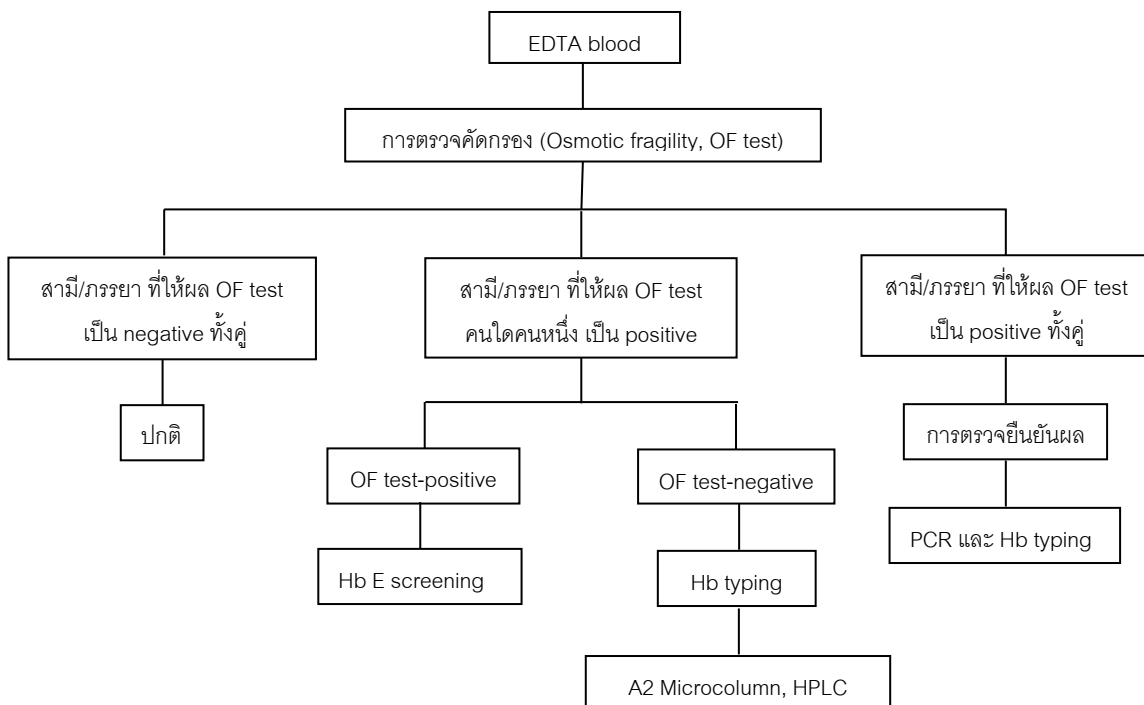 EDTA blood
การตรวจคัดกรอง (Osmotic fragility, OF test)
สามี/ภรรยา ที่ให้ผล OF test
เป็น negative ทั้งคู่
สามี/ภรรยา ที่ให้ผล OF test
คนใดคนหนึ่ง เป็น positive
สามี/ภรรยา ที่ให้ผล OF test
เป็น positive ทั้งคู่
ปกติ
การตรวจยืนยันผล
OF test-positive
OF test-negative
PCR และ Hb typing
Hb E screening
Hb typing
A2 Microcolumn, HPLC